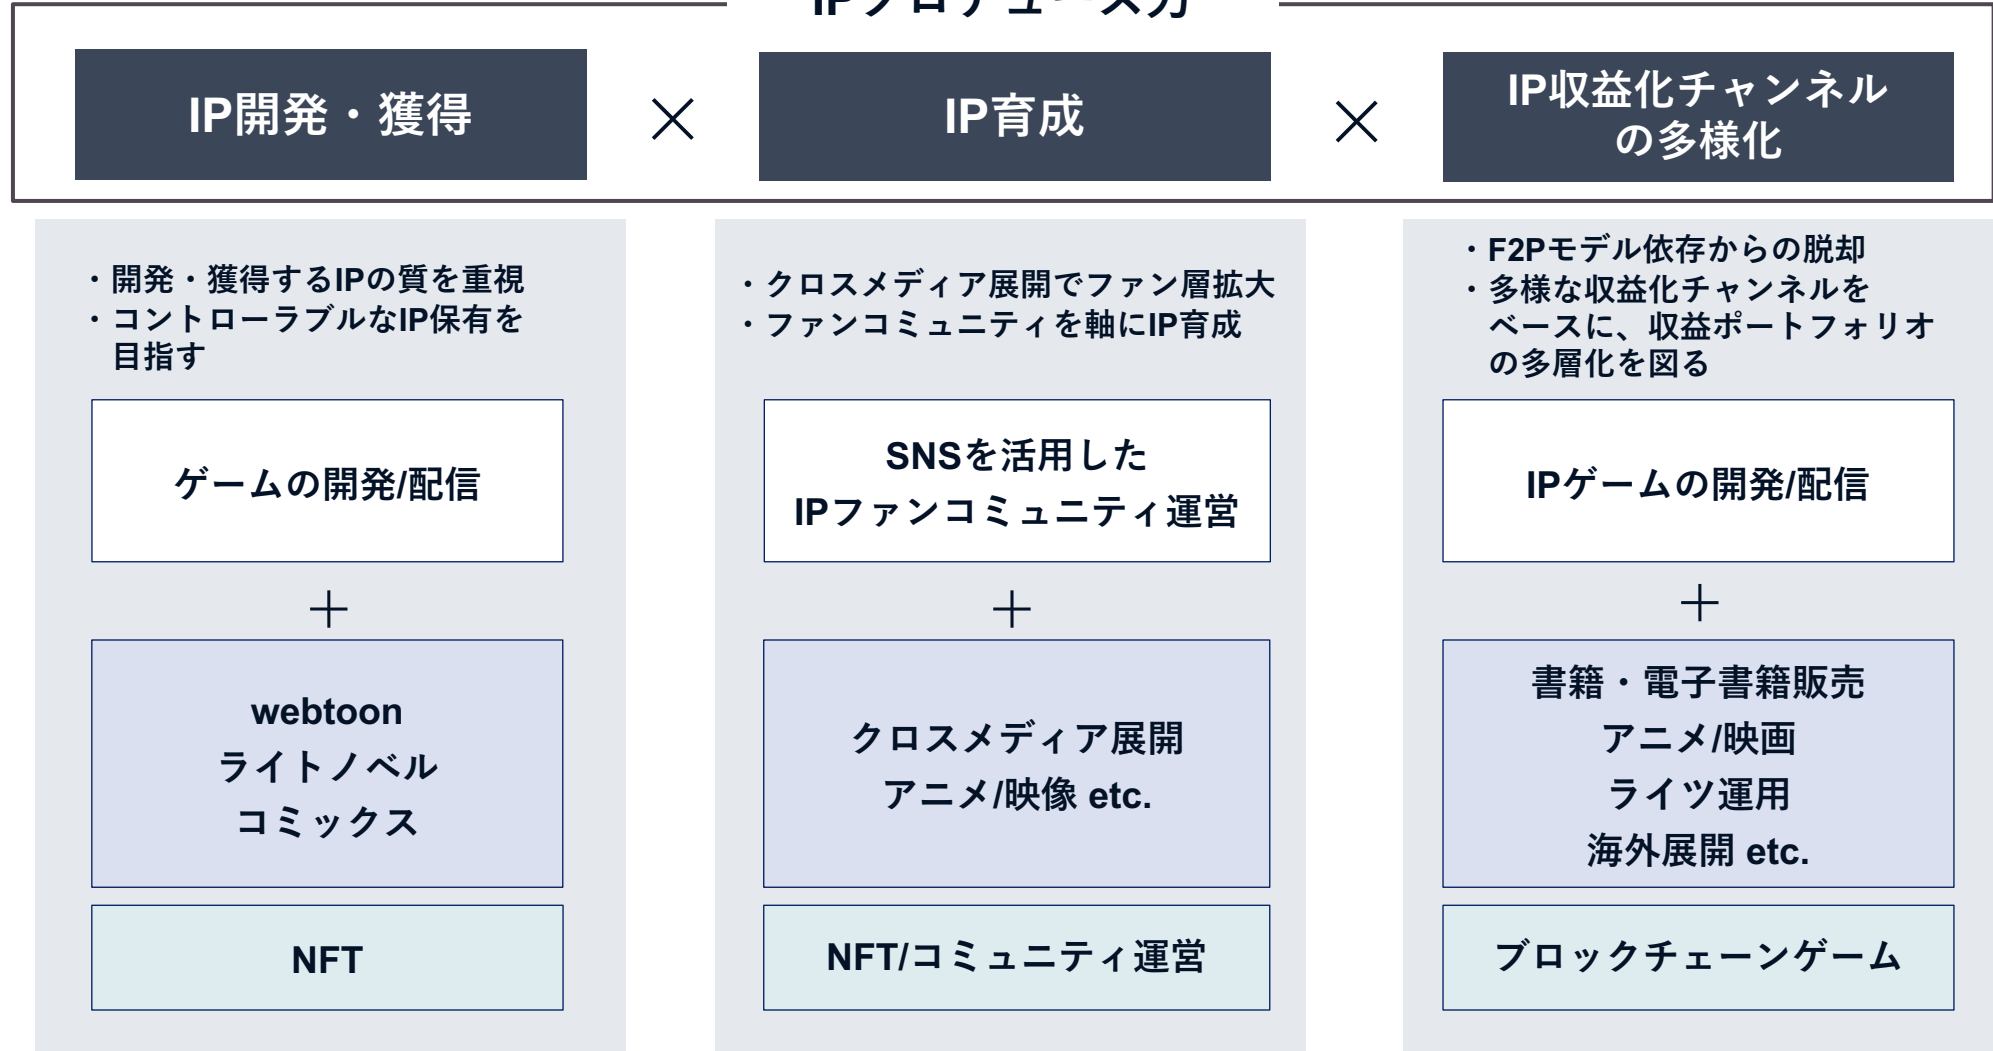 IPプロデュース力
IP開発・獲得
×
IP育成
×
IP収益化チャンネル
の多様化
・開発・獲得するIPの質を重視
・コントローラブルなIP保有を
目指す
ゲームの開発/配信
+
webtoon
ライトノベル
コミックス
NFT
・クロスメディア展開でファン層拡大
・ファンコミュニティを軸にIP育成
SNSを活用した
IPファンコミュニティ運営
+
クロスメディア展開
アニメ/映像 etc.
NFT/コミュニティ運営
・F2Pモデル依存からの脱却
・多様な収益化チャンネルを
ベースに、収益ポートフォリオ
の多層化を図る
IPゲームの開発/配信
+
書籍・電子書籍販売
アニメ/映画
ライツ運用
海外展開 etc.
ブロックチェーンゲーム